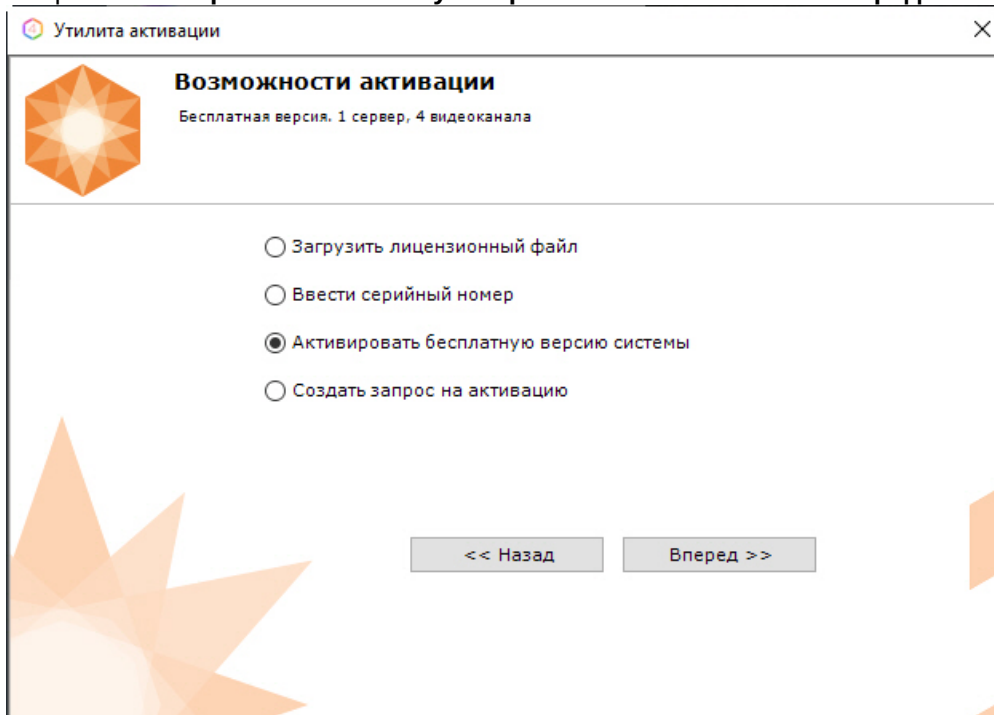 Утилита активации
Возможности активации
Бесплатная версия. 1 сервер, 4 видеоканала
Загрузить лицензионный файл
Ввести серийный номер
Активировать бесплатную версию системы
Создать запрос на активацию
<< Назад
Вперед >>